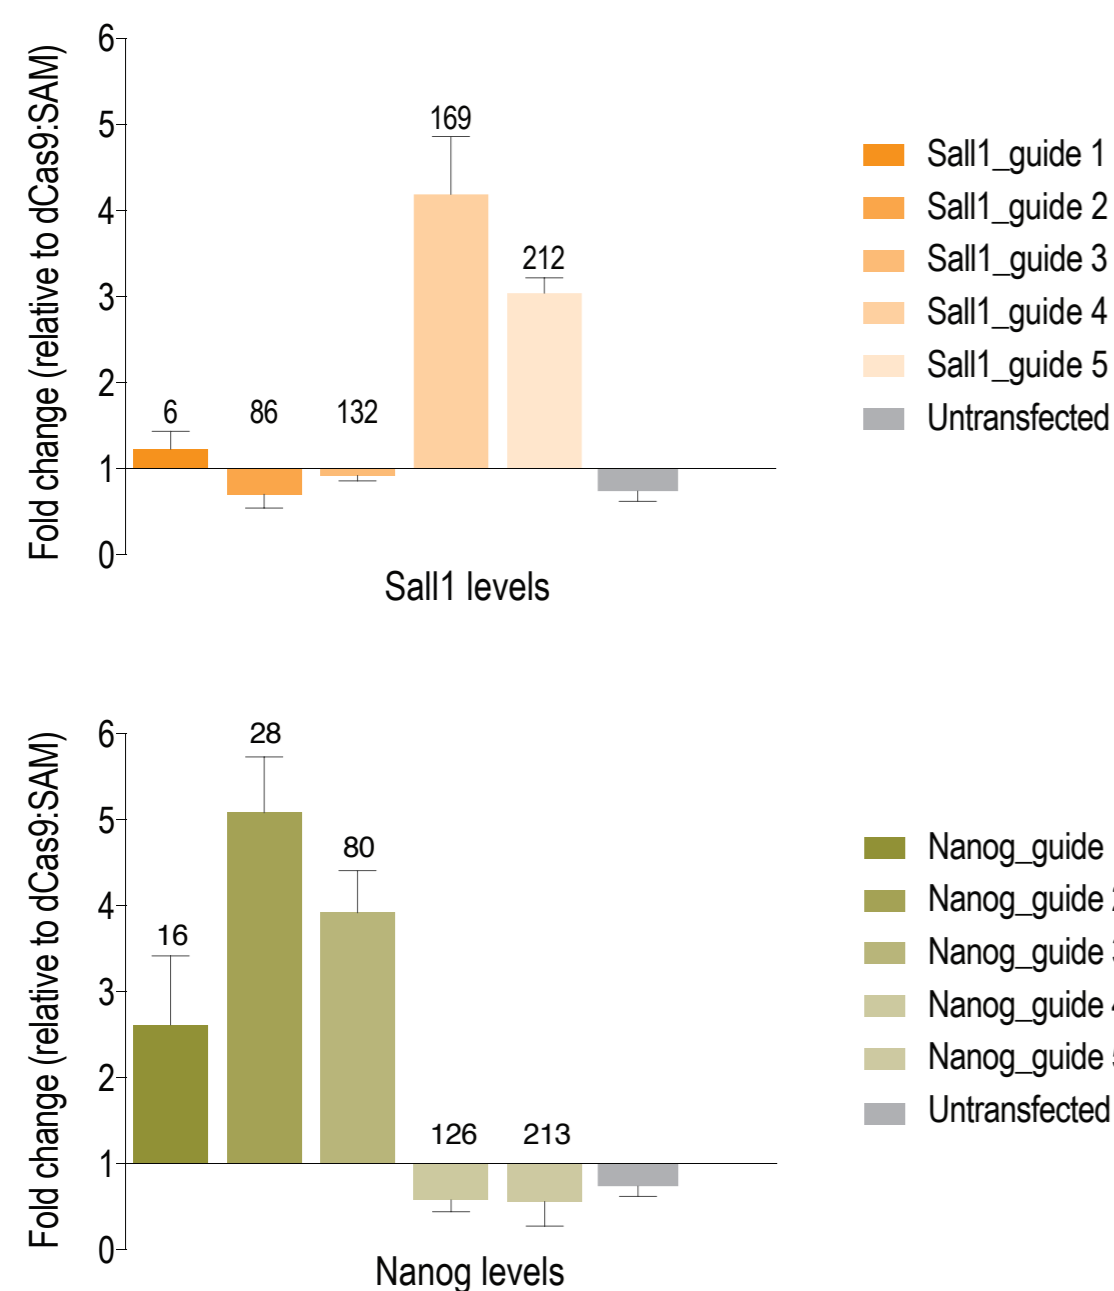 Fold change (relative to dCas9:SAM)
6
5
4
3
2
1
0
6
86
132
169
212
Sall1 levels
Sall1_guide 1
Sall1_guide 2
Sall1_guide 3
Sall1_guide 4
Sall1_guide 5
Untransfected
Fold change (relative to dCas9:SAM)
6
5
4
3
2
1
0
16
28
80
126
213
Nanog levels
Nanog_guide
Nanog_guide
Nanog_guide
Nanog_guide
Nanog_guide
Untransfected